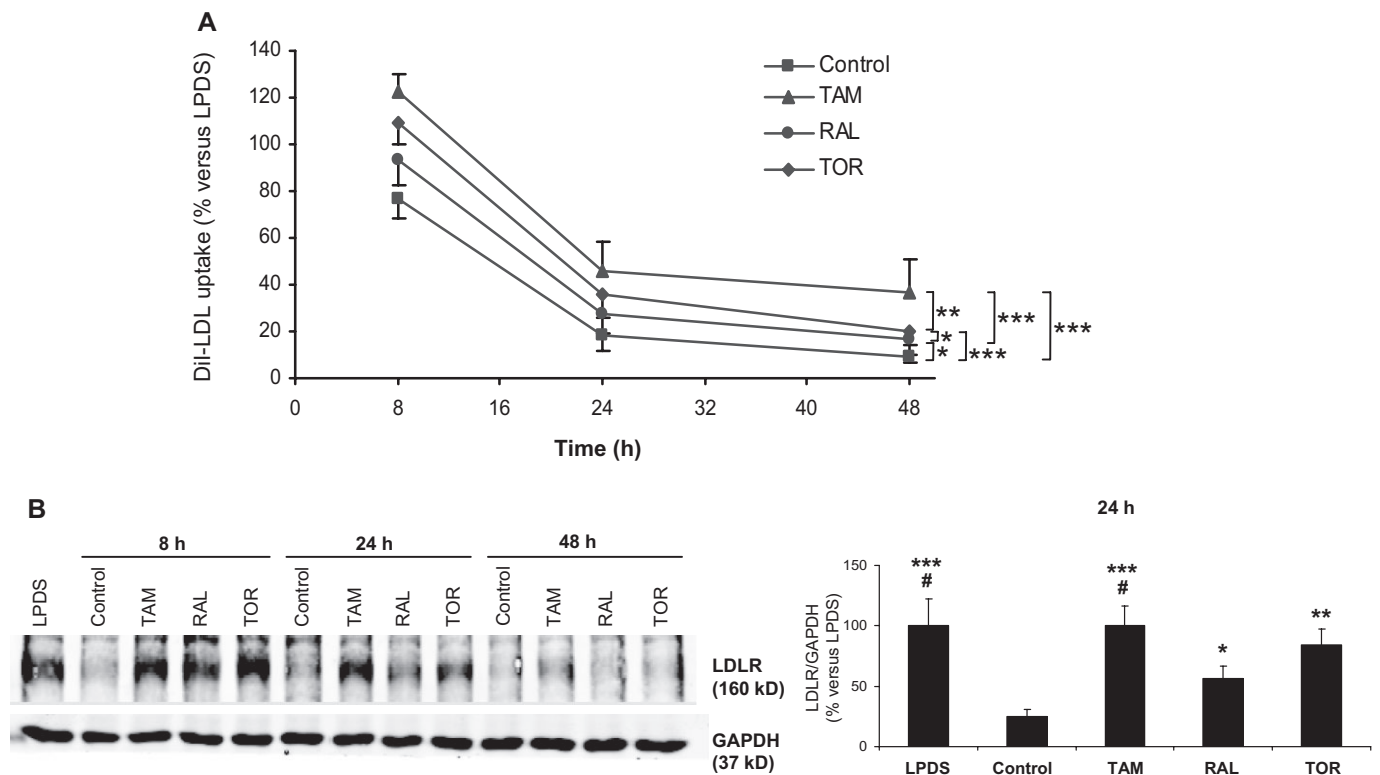 A
DiI-LDL uptake (% versus LPDS)
140
120
100
80
60
40
20
0
0 8 16 24 32 40 48
Time (h)
Control
TAM
RAL
TOR
** *** ***
*
* ***
B
8 h 24 h 48 h
LPDS Control TAM RAL TOR Control TAM RAL TOR Control TAM RAL TOR
LDLR
(160 kD)
GAPDH
(37 kD)
24 h
LDLR/GAPDH
(% versus LPDS)
150
100
50
0
*** *** * **
# #
LPDS Control TAM RAL TOR